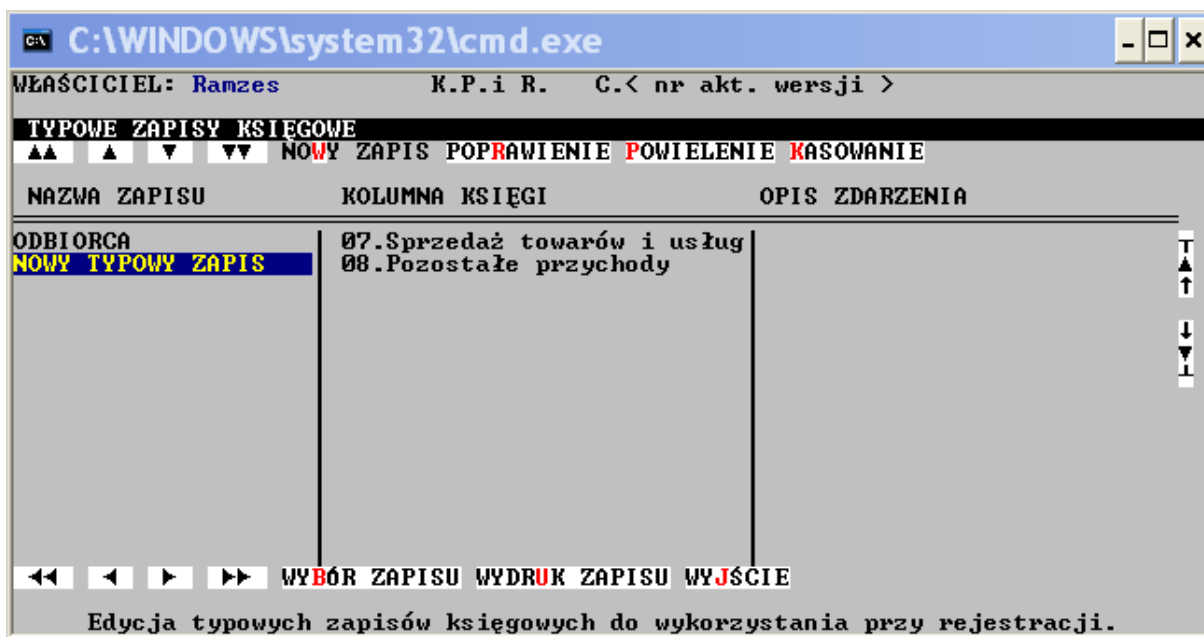 C:\WINDOWS\system32\cmd.exe
WŁAŚCICIEL: Ramzes K.P.i R. C.< nr akt. wersji >
TYPOWE ZAPISY KSIĘGOWE
NOWY ZAPIS POPRAWIENIE POWIELENIE KASOWANIE
NAZWA ZAPISU KOLUMNA KSIĘGI OPIS ZDARZENIA
ODBIORCA 07.Sprzedaż towarów i usług
NOWY TYPOWY ZAPIS 08.Pozostałe przychody
WYBÓR ZAPISU WYDRUK ZAPISU WYJŚCIE
Edycja typowych zapisów księgowych do wykorzystania przy rejestracji.